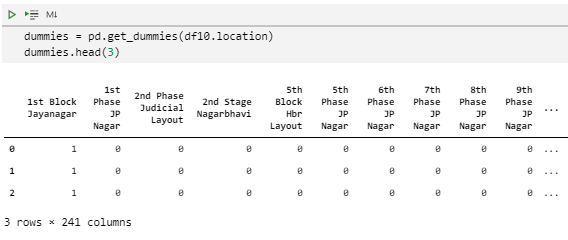 M↓
dummies = pd.get_dummies(df10.location)
dummies.head(3)
1st Block Jayanagar 1st Phase JP Nagar 2nd Phase Judicial Layout 2nd Stage Nagarbhavi 5th Block Hbr Layout 5th Phase JP Nagar 6th Phase JP Nagar 7th Phase JP Nagar 8th Phase JP Nagar 9th Phase JP Nagar ...
0 1 0 0 0 0 0 0 0 0 0 ...
1 1 0 0 0 0 0 0 0 0 0 ...
2 1 0 0 0 0 0 0 0 0 0 ...
3 rows × 241 columns